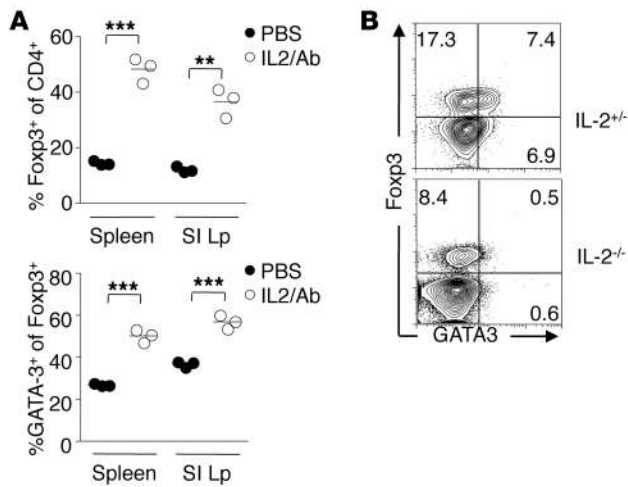 A
% Foxp3⁺ of CD4⁺
60
40
20
0
***
**
● PBS
○ IL2/Ab
Spleen
SI Lp
%GATA-3⁺ of Foxp3⁺
80
60
40
20
0
***
***
● PBS
○ IL2/Ab
Spleen
SI Lp
B
Foxp3
17.3
7.4
6.9
IL-2⁺/⁻
8.4
0.5
0.6
IL-2⁻/⁻
GATA3